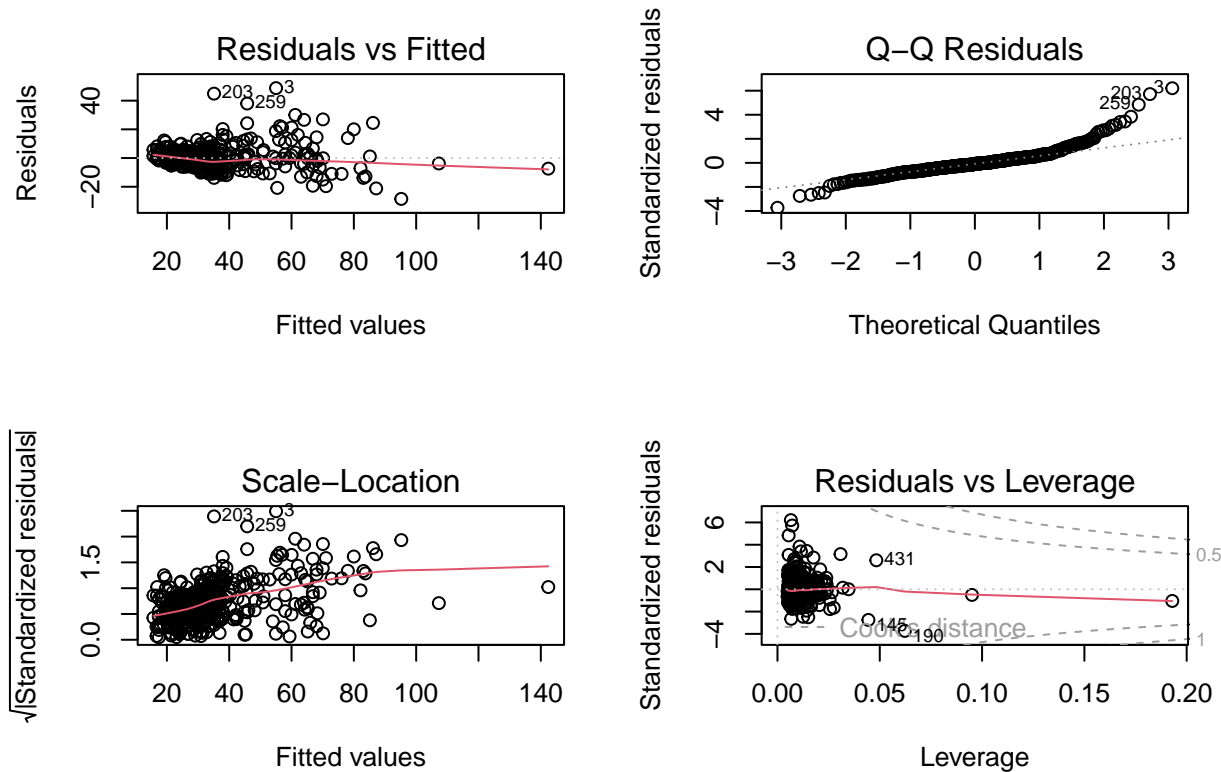 Residuals vs Fitted
Residuals
40
−20
203
3
259
20 40 60 80 100 140
Fitted values
Q−Q Residuals
Standardized residuals
4
0
−4
203
3
259
−3 −2 −1 0 1 2 3
Theoretical Quantiles
Scale−Location
√|Standardized residuals|
1.5
0.0
203
3
259
20 40 60 80 100 140
Fitted values
Residuals vs Leverage
Standardized residuals
6
2
−4
431
145
190
Cook's distance
0.5
1
0.00 0.05 0.10 0.15 0.20
Leverage